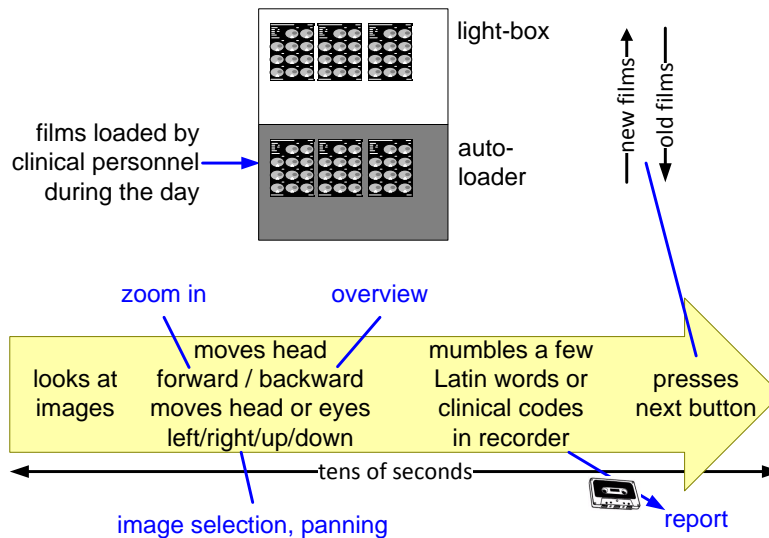 light-box
films loaded by
clinical personnel
during the day
auto-
loader
new films
old films
zoom in
overview
looks at
images
moves head
forward / backward
moves head or eyes
left/right/up/down
mumbles a few
Latin words or
clinical codes
in recorder
presses
next button
tens of seconds
image selection, panning
report